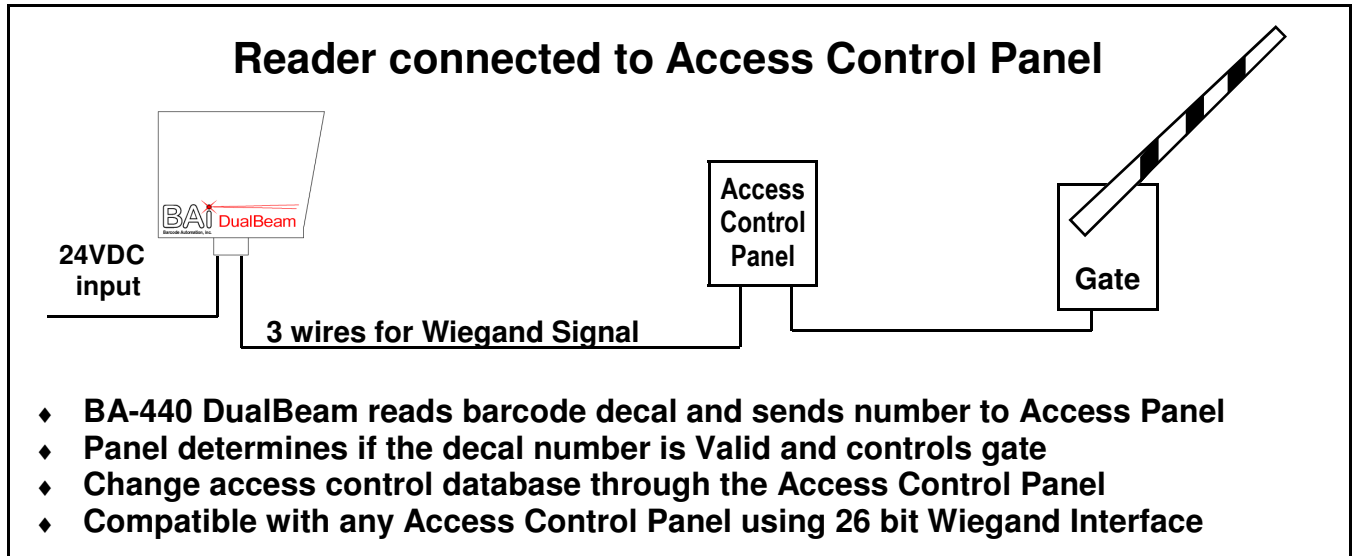 Reader connected to Access Control Panel
BAi DualBeam
Barcode Automation, Inc.
24VDC
input
3 wires for Wiegand Signal
Access
Control
Panel
Gate
♦ BA-440 DualBeam reads barcode decal and sends number to Access Panel
♦ Panel determines if the decal number is Valid and controls gate
♦ Change access control database through the Access Control Panel
♦ Compatible with any Access Control Panel using 26 bit Wiegand Interface